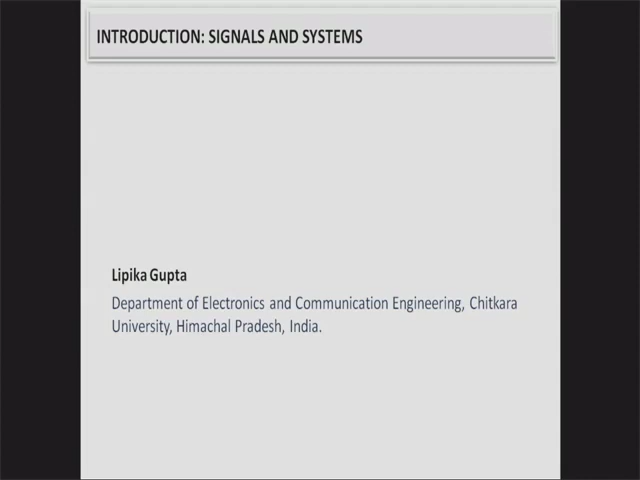 INTRODUCTION: SIGNALS AND SYSTEMS
Lipika Gupta
Department of Electronics and Communication Engineering, Chitkara
University, Himachal Pradesh, India.